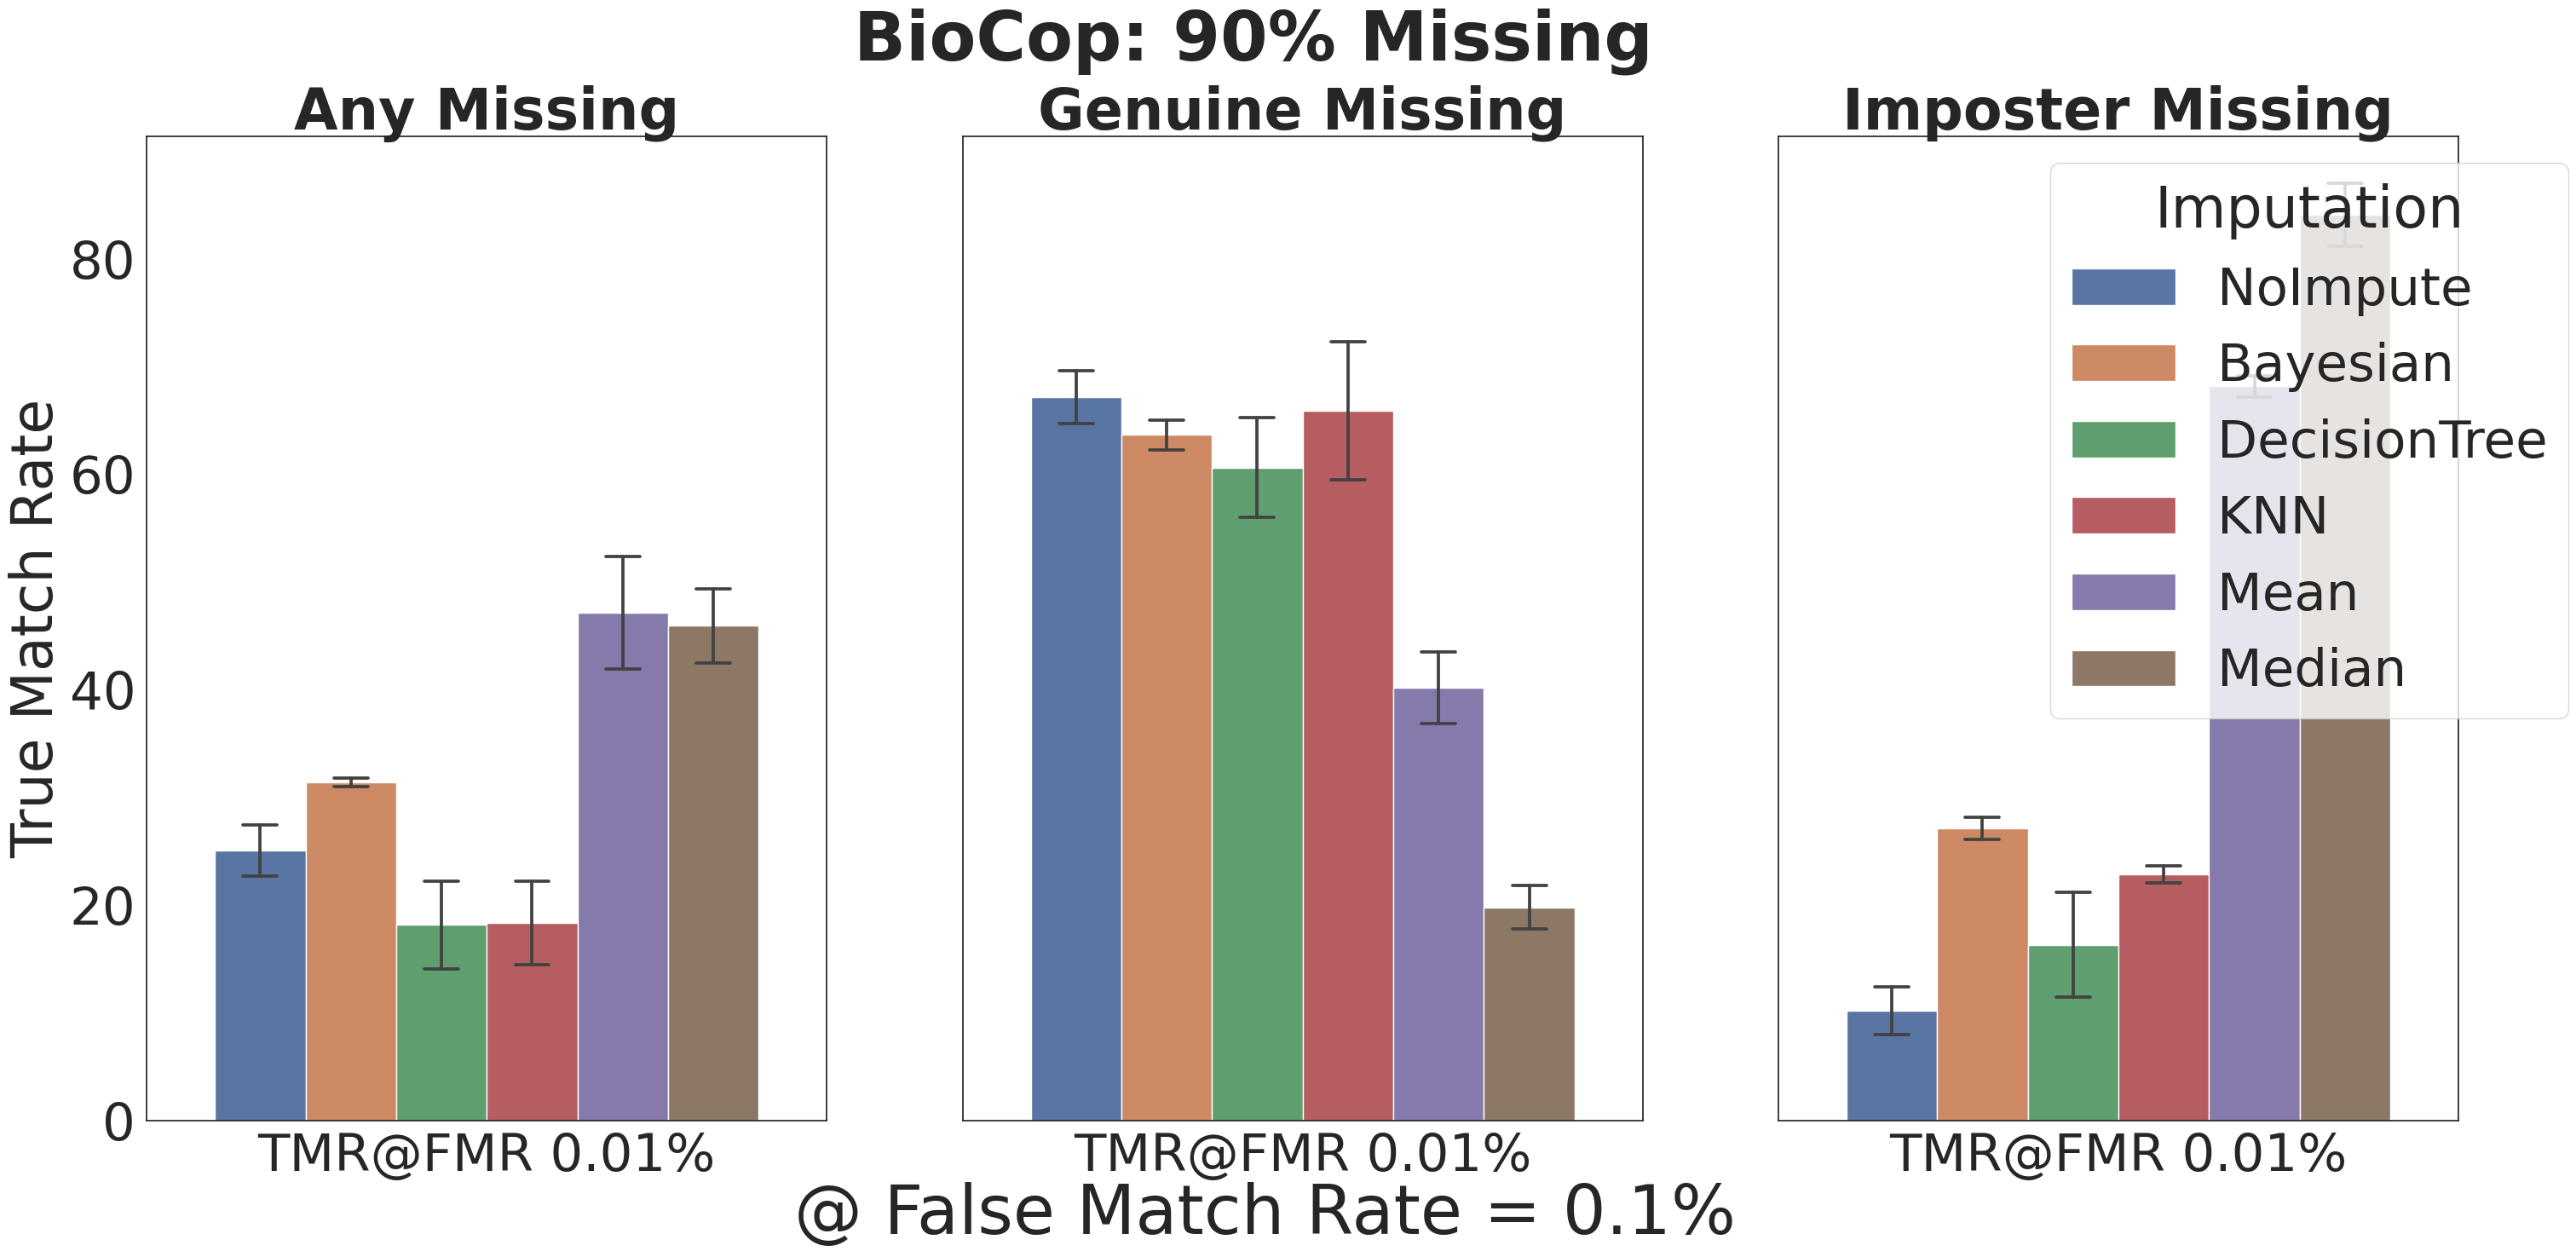 BioCop: 90% Missing
Any Missing
Genuine Missing
Imposter Missing
True Match Rate
80
60
40
20
0
Imputation
NoImpute
Bayesian
DecisionTree
KNN
Mean
Median
TMR@FMR 0.01%
TMR@FMR 0.01%
TMR@FMR 0.01%
@ False Match Rate = 0.1%